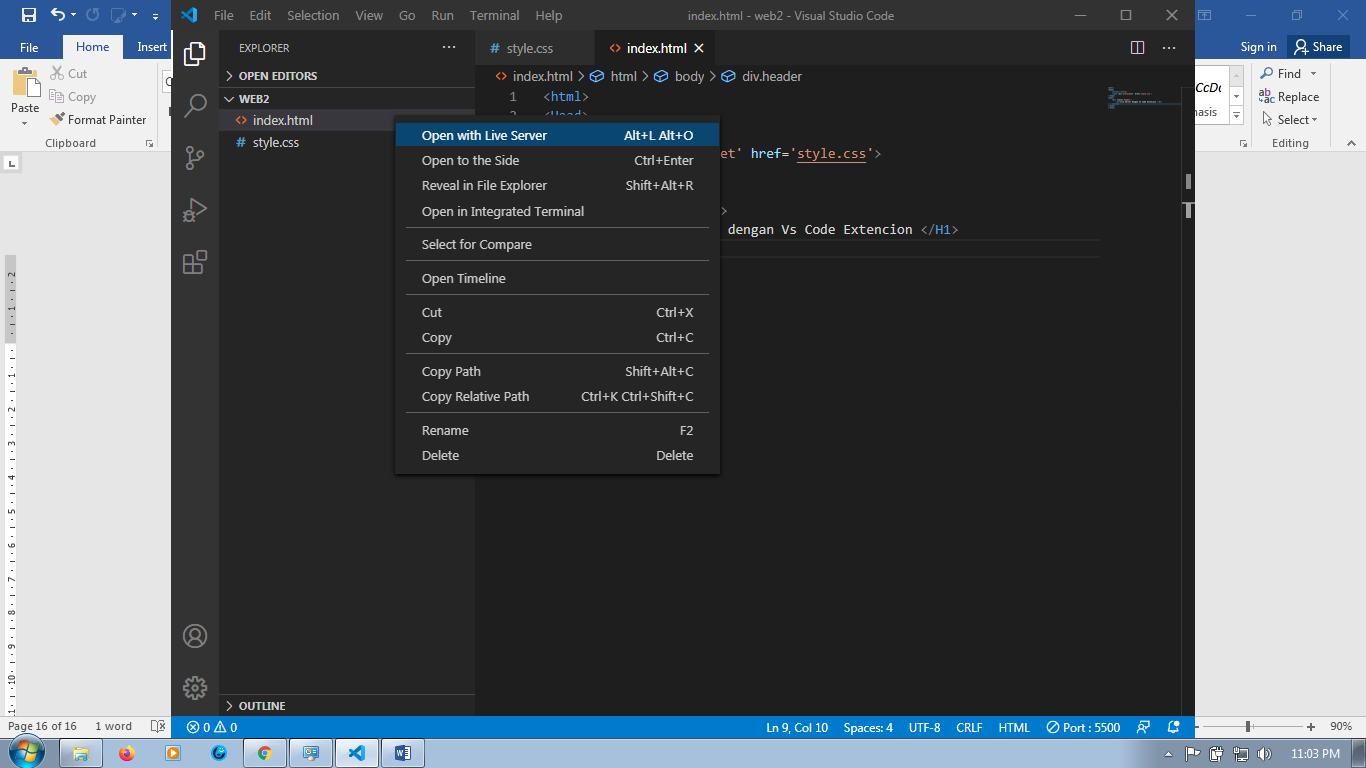 File Edit Selection View Go Run Terminal Help index.html - web2 - Visual Studio Code
File Home Insert
Sign in Share
Cut
Copy
Paste
Format Painter
Clipboard
EXPLORER
style.css index.html
OPEN EDITORS
index.html > html > body > div.header
WEB2
index.html
style.css
1 <html>
2 <Head>
href='style.css'>
>
dengan Vs Code Extencion </H1>
Open with Live Server Alt+L Alt+O
Open to the Side Ctrl+Enter
Reveal in File Explorer Shift+Alt+R
Open in Integrated Terminal
Select for Compare
Open Timeline
Cut Ctrl+X
Copy Ctrl+C
Copy Path Shift+Alt+C
Copy Relative Path Ctrl+K Ctrl+Shift+C
Rename F2
Delete Delete
Find
Replace
Select
Editing
OUTLINE
Page 16 of 16 1 word
0 0
Ln 9, Col 10 Spaces: 4 UTF-8 CRLF HTML Port : 5500
90%
11:03 PM